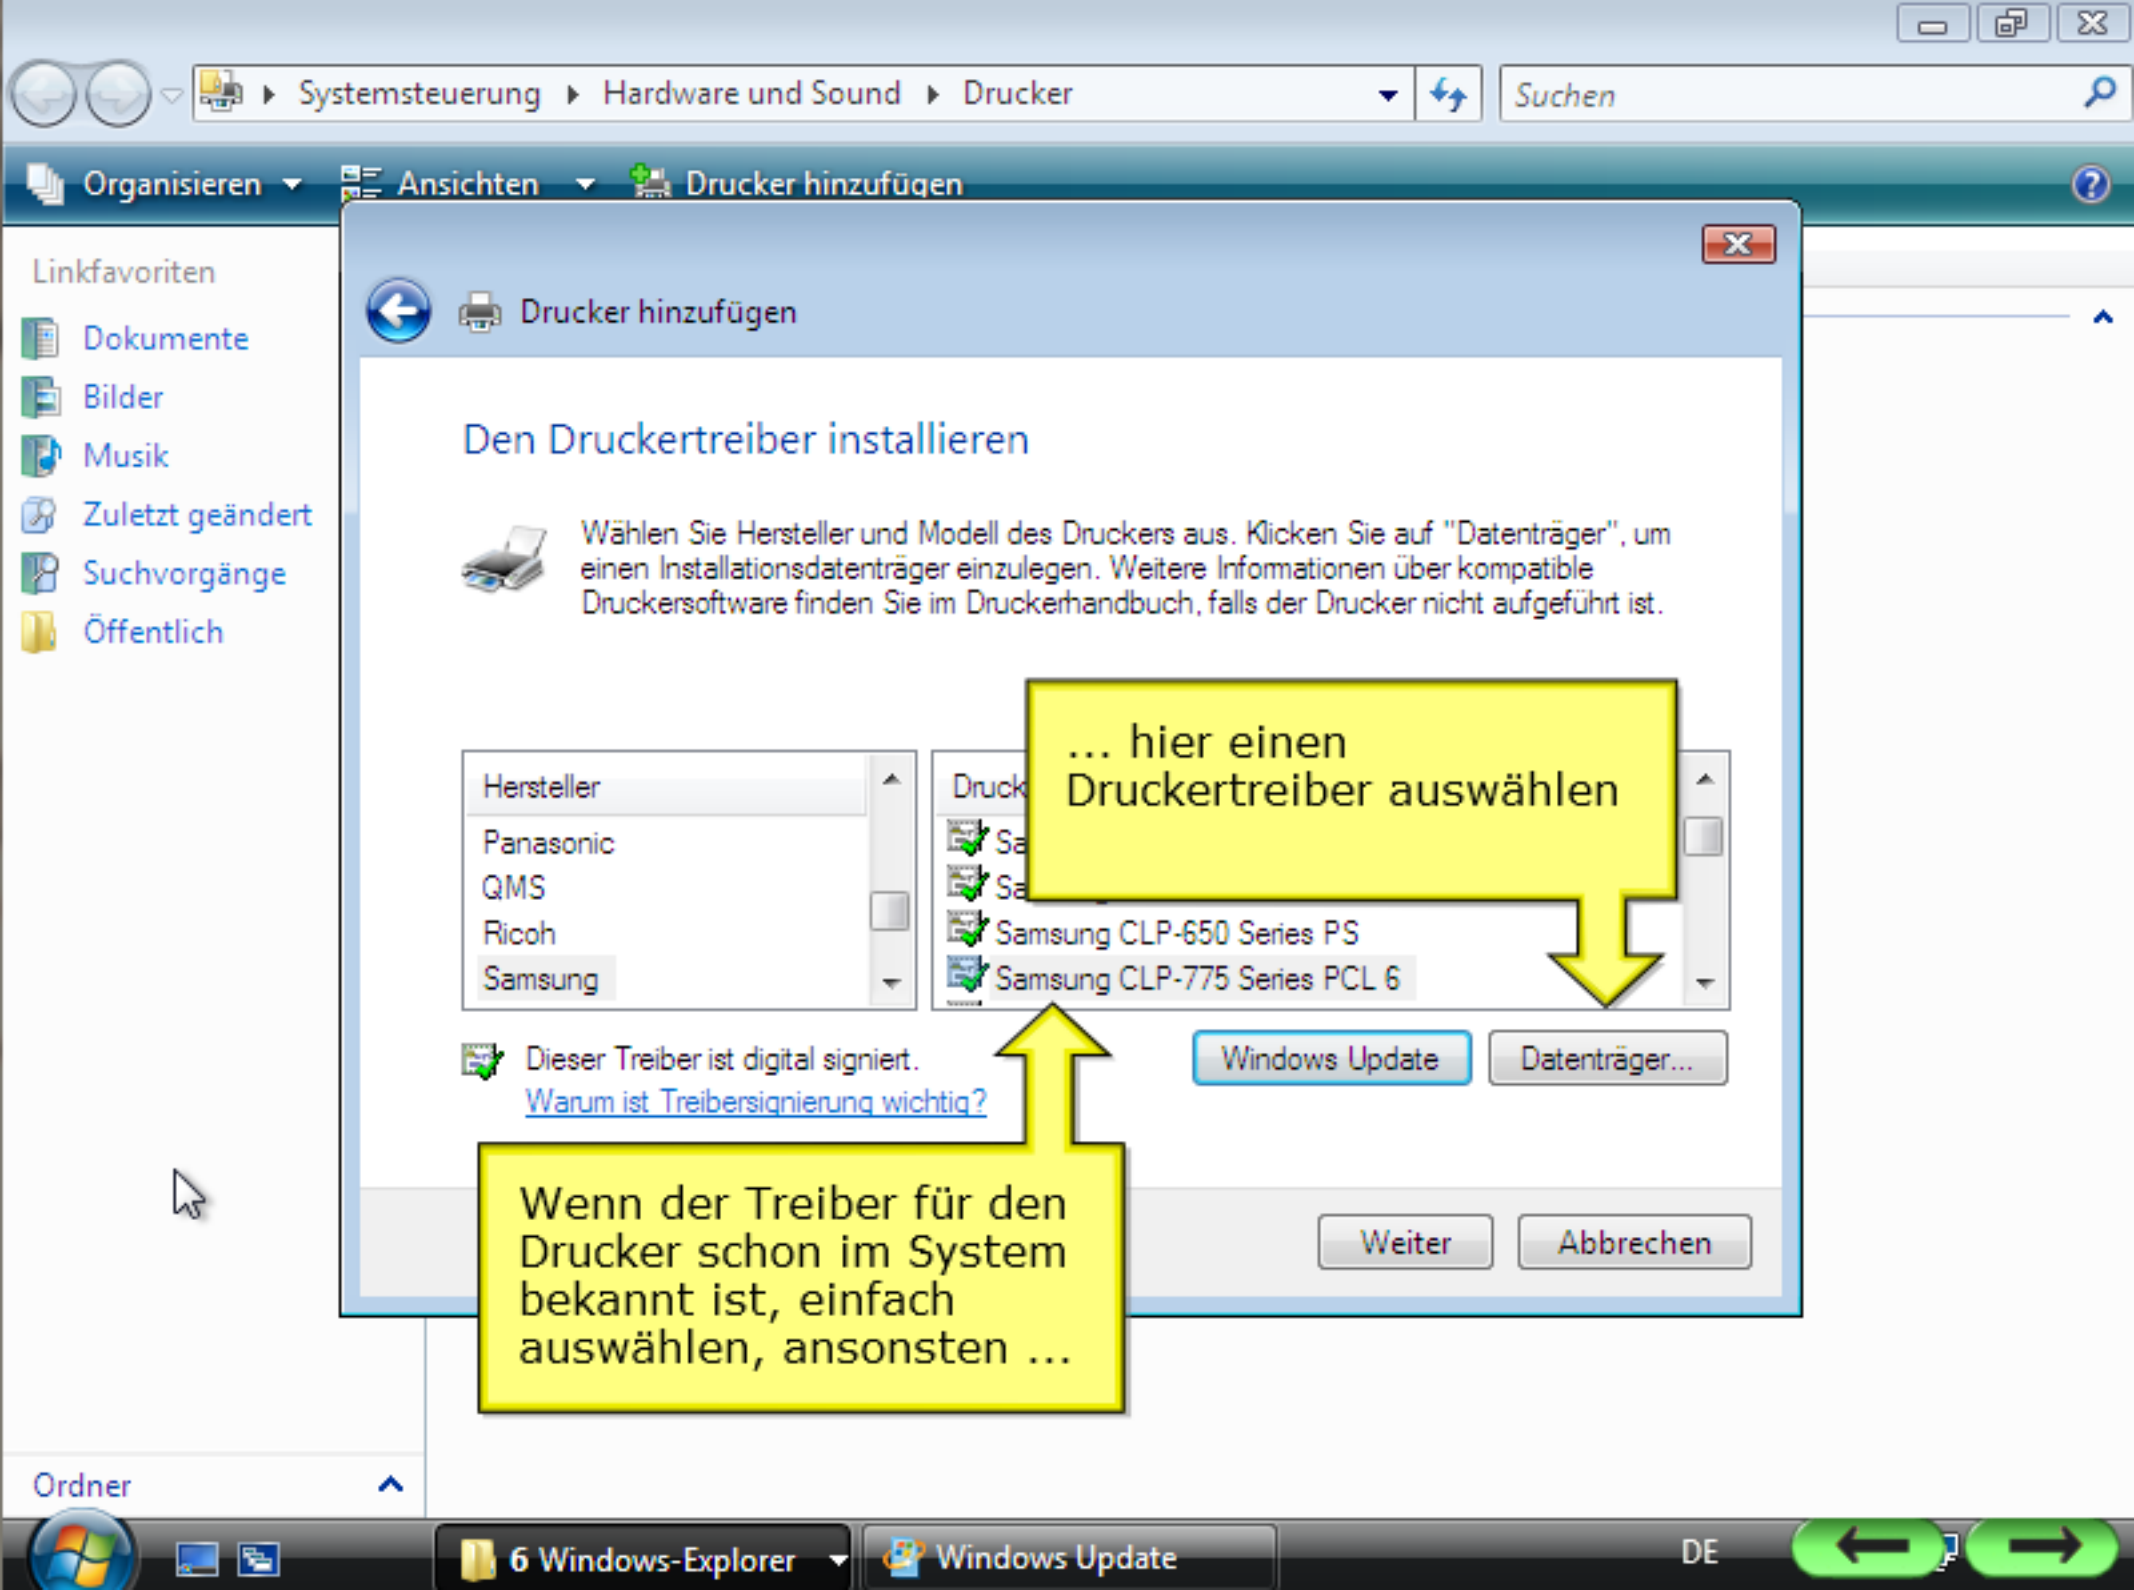 Systemsteuerung Hardware und Sound Drucker
Suchen
Organisieren Ansichten Drucker hinzufügen
Linkfavoriten
Dokumente
Bilder
Musik
Zuletzt geändert
Suchvorgänge
Öffentlich
Drucker hinzufügen
Den Druckertreiber installieren
Wählen Sie Hersteller und Modell des Druckers aus. Klicken Sie auf "Datenträger", um
einen Installationsdatenträger einzulegen. Weitere Informationen über kompatible
Druckersoftware finden Sie im Druckerhandbuch, falls der Drucker nicht aufgeführt ist.
... hier einen
Druckertreiber auswählen
Hersteller
Panasonic
QMS
Ricoh
Samsung
Samsung CLP-650 Series PS
Samsung CLP-775 Series PCL 6
Dieser Treiber ist digital signiert.
Warum ist Treibersignierung wichtig?
Windows Update
Datenträger...
Wenn der Treiber für den
Drucker schon im System
bekannt ist, einfach
auswählen, ansonsten ...
Weiter
Abbrechen
Ordner
6 Windows-Explorer
Windows Update
DE